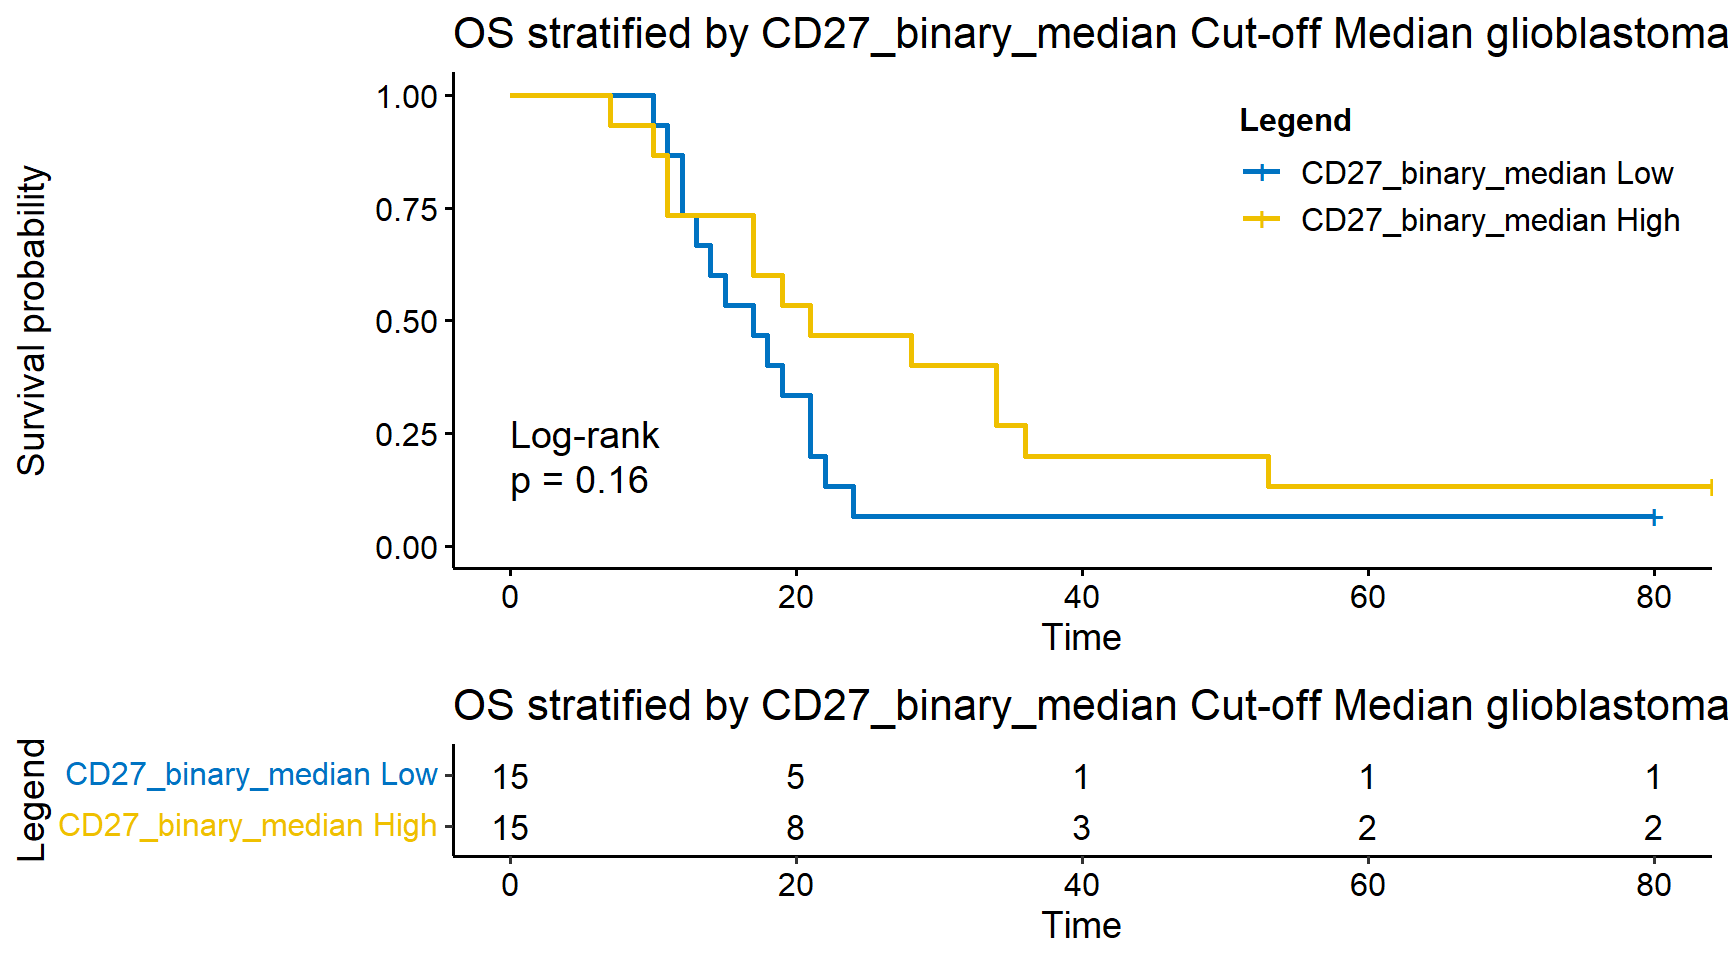 OS stratified by CD27_binary_median Cut-off Median glioblastoma
Survival probability
1.00
0.75
0.50
0.25
0.00
Legend
CD27_binary_median Low
CD27_binary_median High
Log-rank
p = 0.16
0 20 40 60 80
Time
OS stratified by CD27_binary_median Cut-off Median glioblastoma
Legend
CD27_binary_median Low 15 5 1 1 1
CD27_binary_median High 15 8 3 2 2
0 20 40 60 80
Time